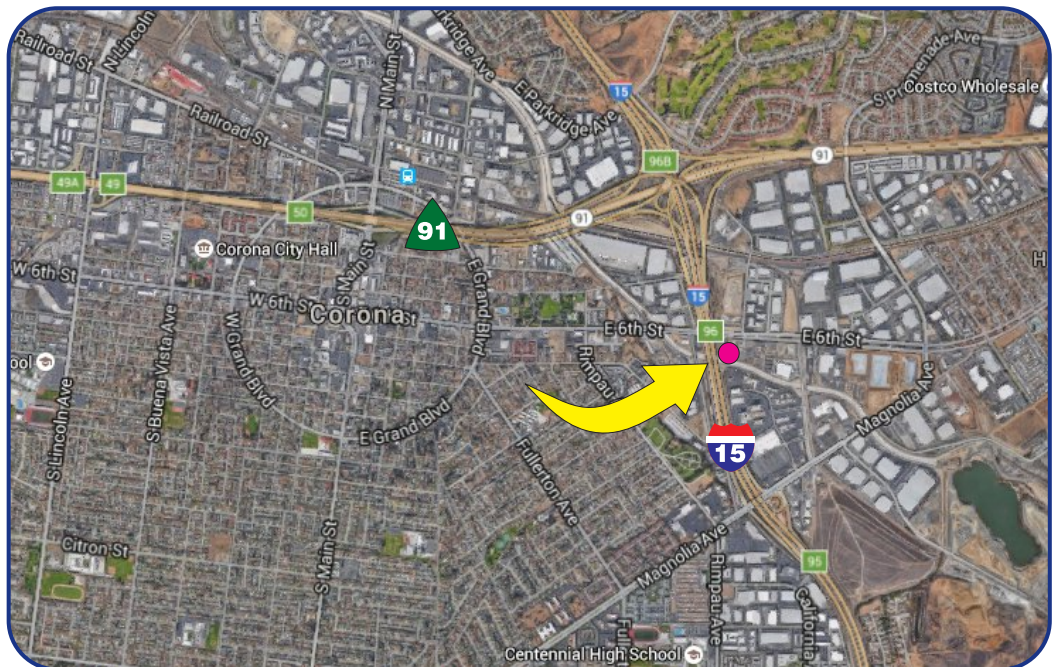 Railroad St
N Lincoln
Railroad St
N Main St
E Parkridge Ave
15
S Promenade Ave
Costco Wholesale
96B
91
49A
49
50
91
91
Corona City Hall
W 6th St
W 6th St
S Main St
Corona
E Grand Blvd
15
96
E 6th St
E 6th St
W Grand Blvd
S Buena Vista Ave
S Lincoln Ave
Rimpau
Magnolia Ave
E Grand Blvd
15
Fullerton Ave
Citron St
S Main St
Magnolia Ave
Rimpau Ave
95
California
Centennial High School